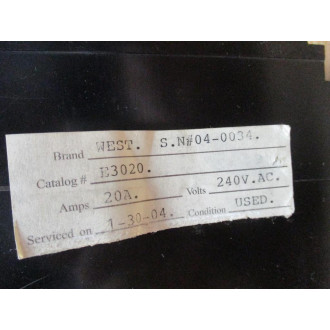 Brand WEST. S.N#04-0034.
Catalog # E3020.
Amps 20A. Volts 240V.AC.
Serviced on 1-30-04. Condition USED.